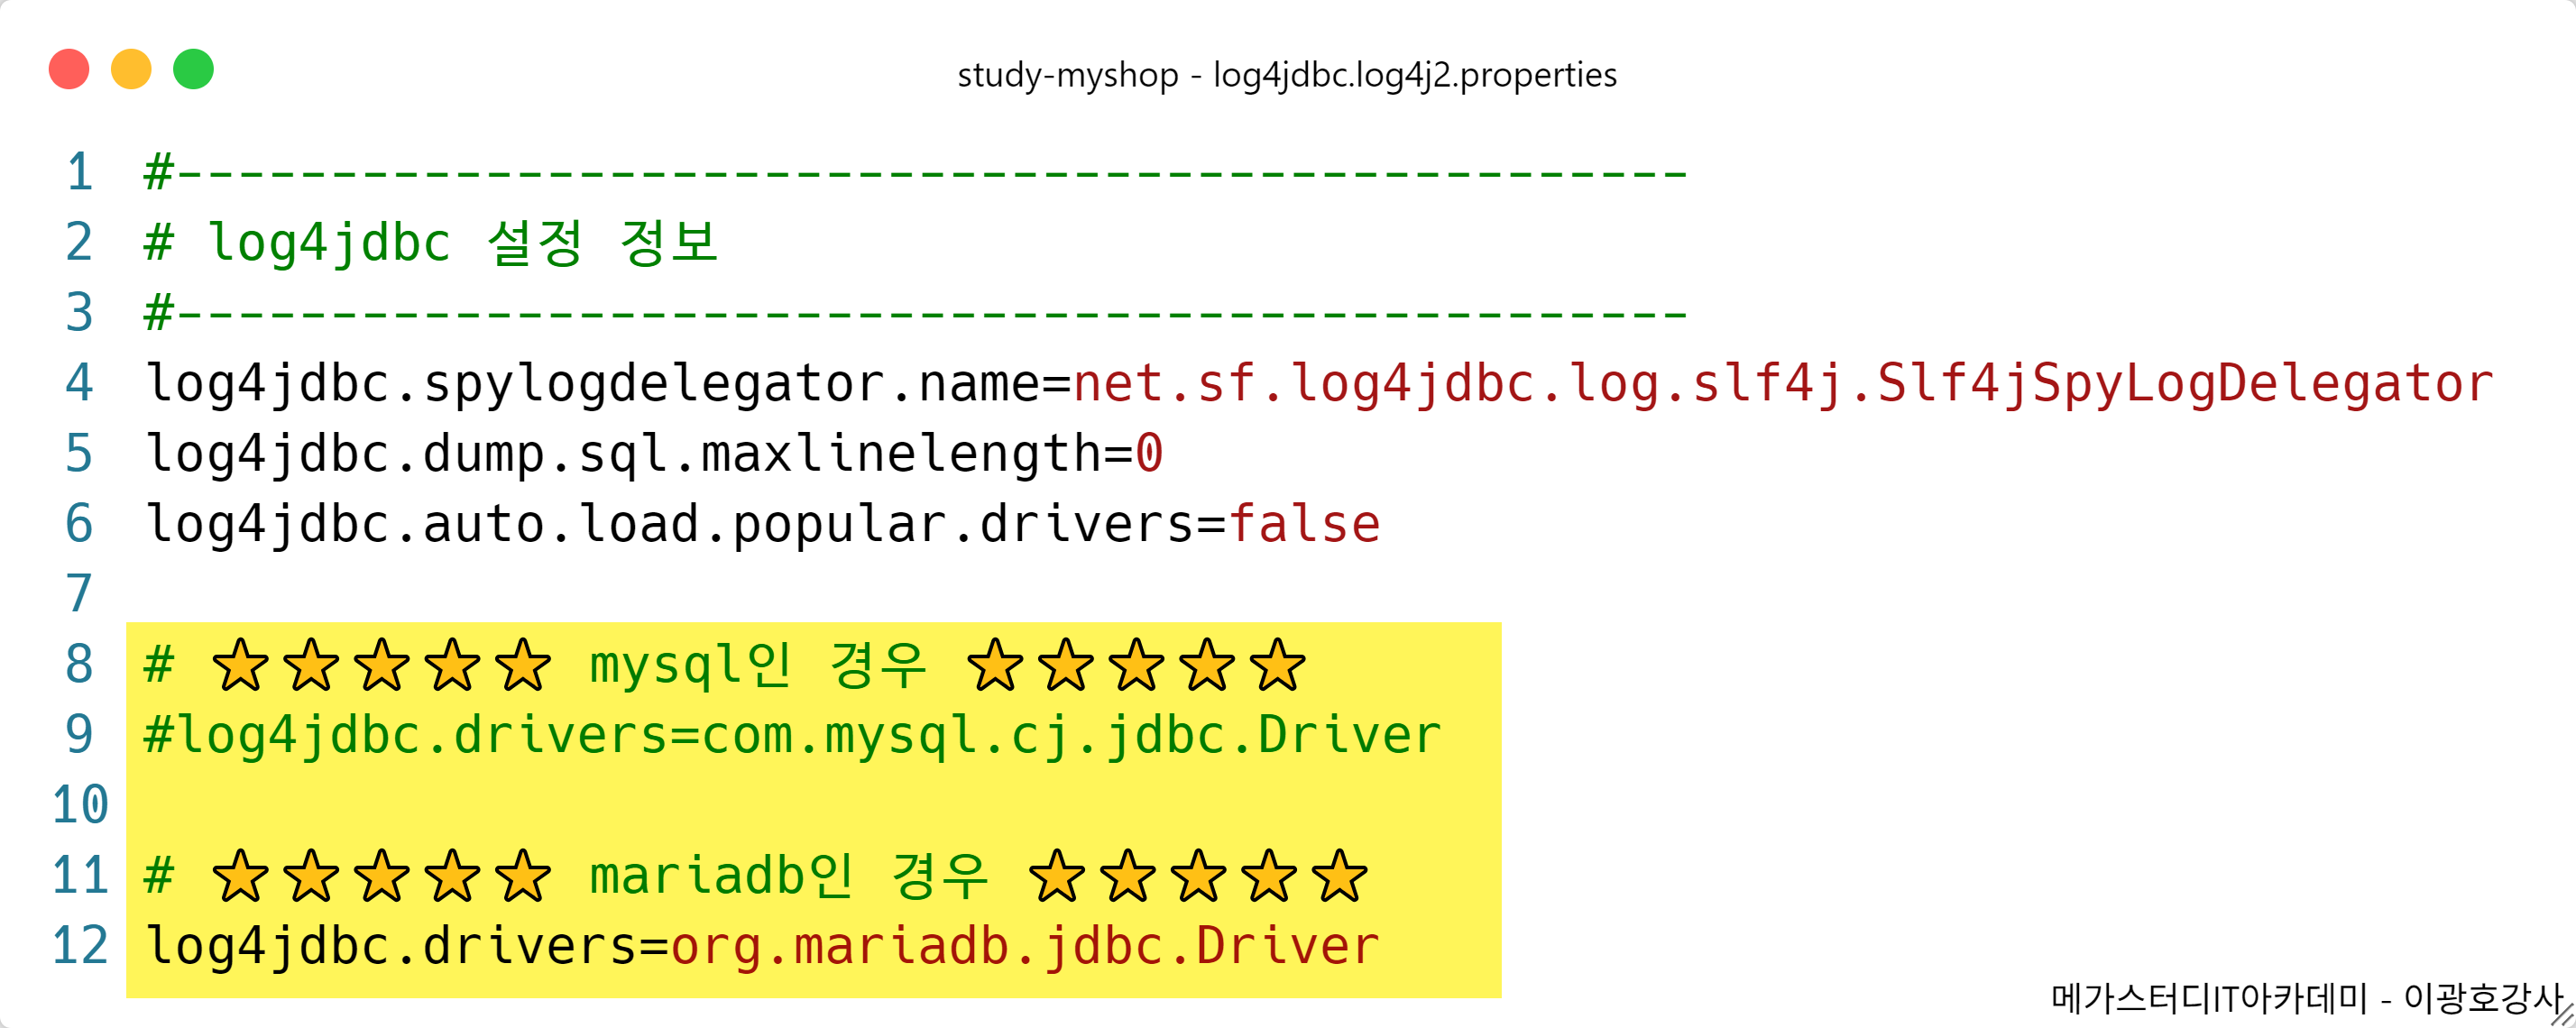 study-myshop - log4jdbc.log4j2.properties
1 #-------------------------------------------------
2 # log4jdbc 설정 정보
3 #-------------------------------------------------
4 log4jdbc.spylogdelegator.name=net.sf.log4jdbc.log.slf4j.Slf4jSpyLogDelegator
5 log4jdbc.dump.sql.maxlinelength=0
6 log4jdbc.auto.load.popular.drivers=false
7
8 # ⭐⭐⭐⭐⭐ mysql인 경우 ⭐⭐⭐⭐⭐
9 #log4jdbc.drivers=com.mysql.cj.jdbc.Driver
10
11 # ⭐⭐⭐⭐⭐ mariadb인 경우 ⭐⭐⭐⭐⭐
12 log4jdbc.drivers=org.mariadb.jdbc.Driver
메가스터디IT아카데미 - 이광호강사